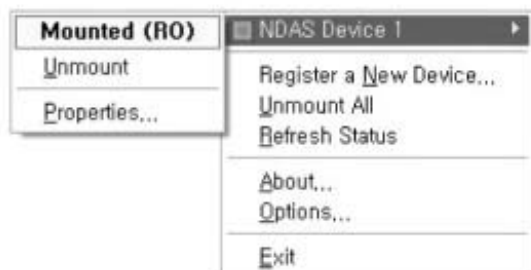 Mounted (RO)
Unmount
Properties...
NDAS Device 1
Register a New Device...
Unmount All
Refresh Status
About...
Options...
Exit